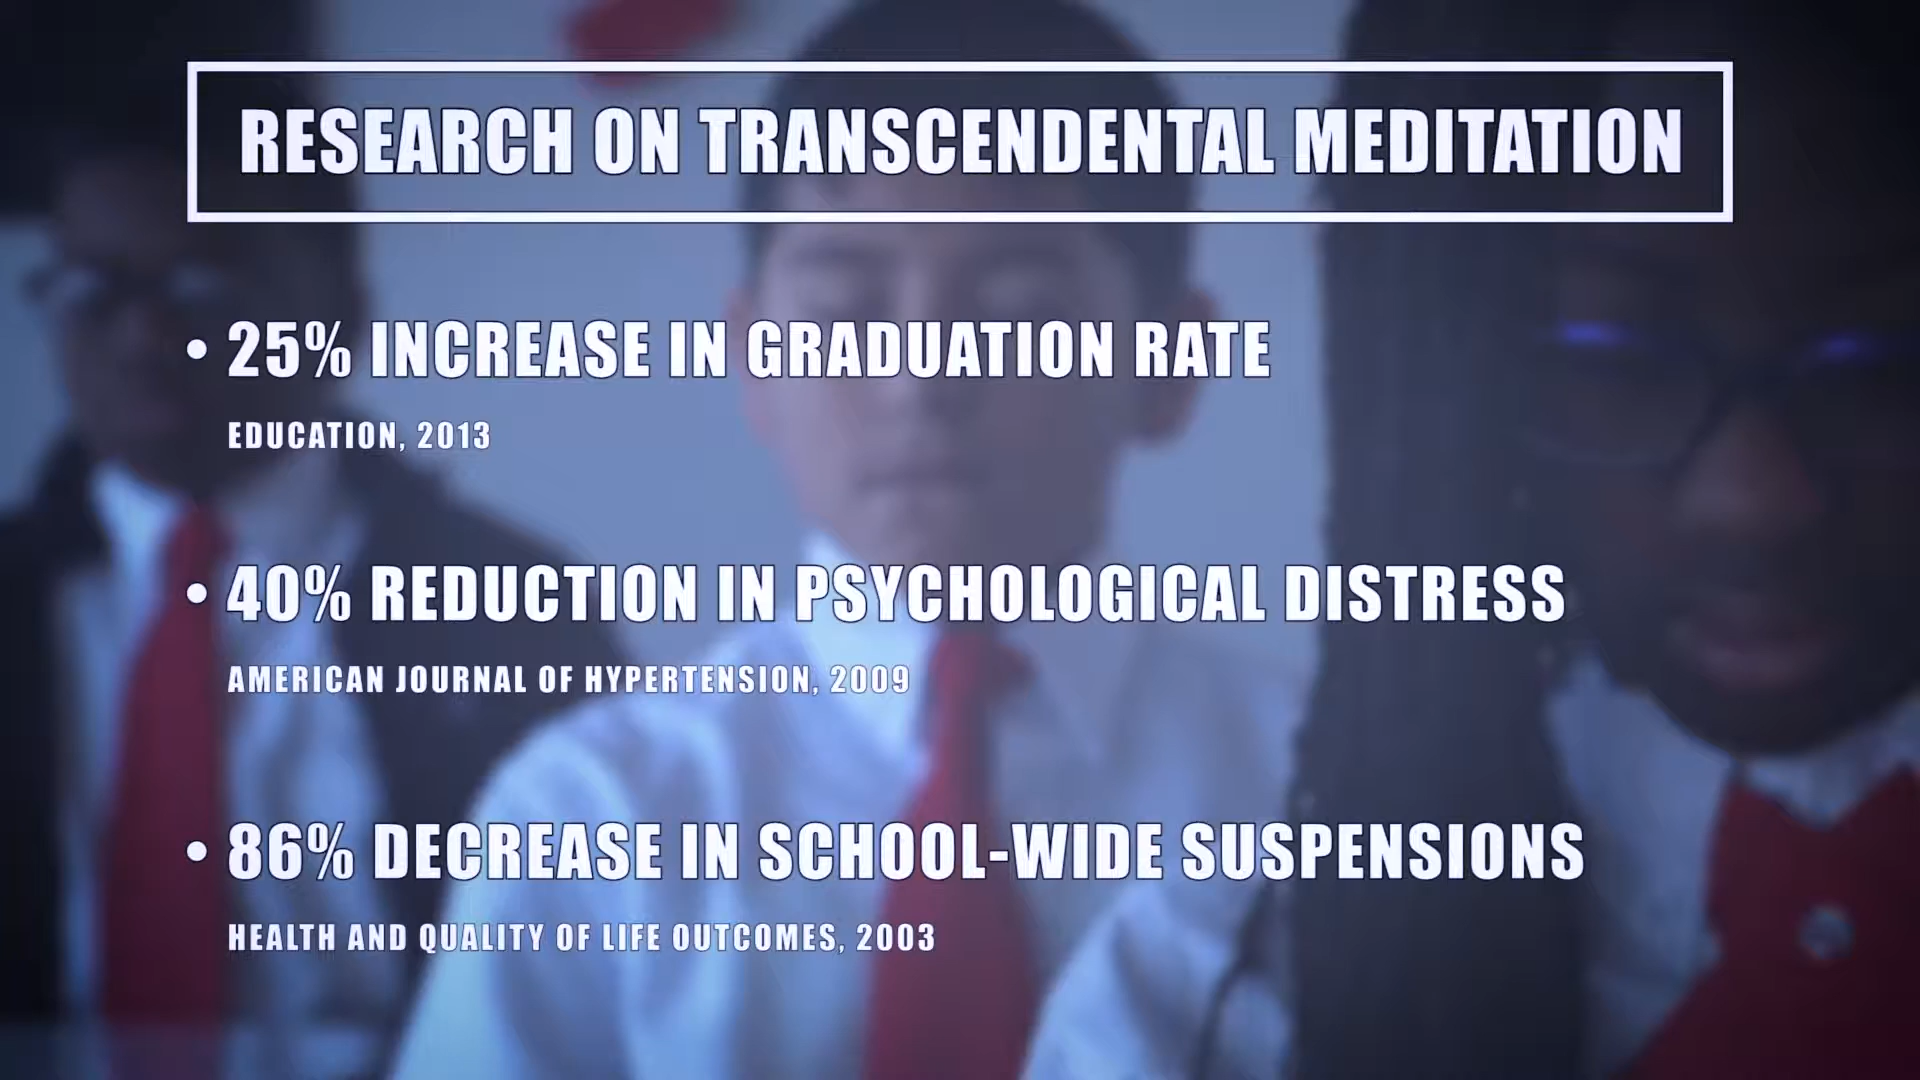 RESEARCH ON TRANSCENDENTAL MEDITATION
• 25% INCREASE IN GRADUATION RATE
EDUCATION, 2013
• 40% REDUCTION IN PSYCHOLOGICAL DISTRESS
AMERICAN JOURNAL OF HYPERTENSION, 2009
• 86% DECREASE IN SCHOOL-WIDE SUSPENSIONS
HEALTH AND QUALITY OF LIFE OUTCOMES, 2003